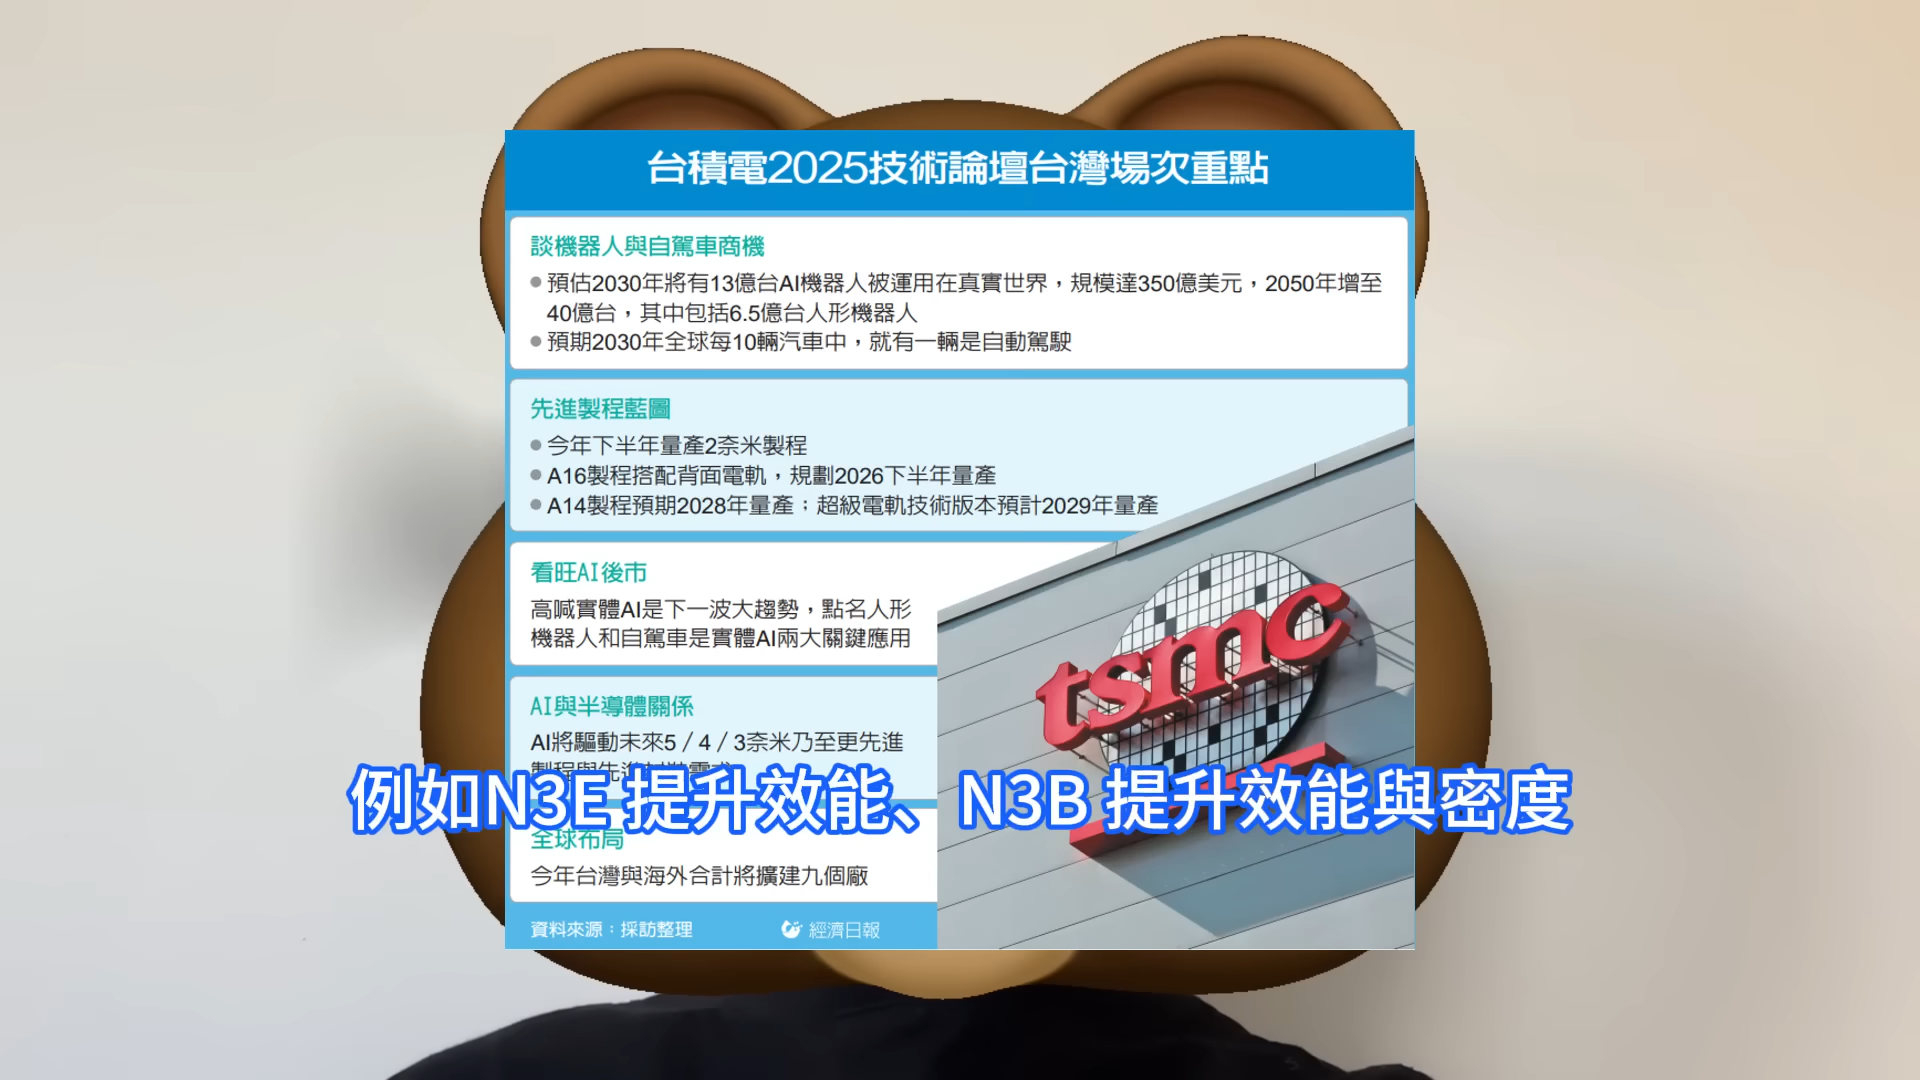 台積電2025技術論壇台灣場次重點
談機器人與自駕車商機
預估2030年將有13億台AI機器人被運用在真實世界，規模達350億美元，2050年增至
40億台，其中包括6.5億台人形機器人
預期2030年全球每10輛汽車中，就有一輛是自動駕駛
先進製程藍圖
今年下半年量產2奈米製程
A16製程搭配背面電軌，規劃2026下半年量產
A14製程預期2028年量產；超級電軌技術版本預計2029年量產
看旺AI後市
高喊實體AI是下一波大趨勢，點名人形
機器人和自駕車是實體AI兩大關鍵應用
tsmc
AI與半導體關係
AI將驅動未來5/4/3奈米乃至更先進
例如N3E 提升效能、 N3B 提升效能與密度
全球布局
今年台灣與海外合計將擴建九個廠
資料來源：採訪整理
經濟日報